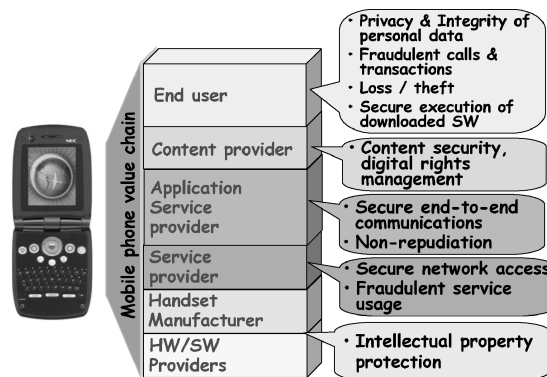 NEC
Mobile phone value chain
End user
Content provider
Application
Service
provider
Service
provider
Handset
Manufacturer
HW/SW
Providers
• Privacy & Integrity of
personal data
• Fraudulent calls &
transactions
• Loss / theft
• Secure execution of
downloaded SW
• Content security,
digital rights
management
• Secure end-to-end
communications
• Non-repudiation
• Secure network access
• Fraudulent service
usage
• Intellectual property
protection